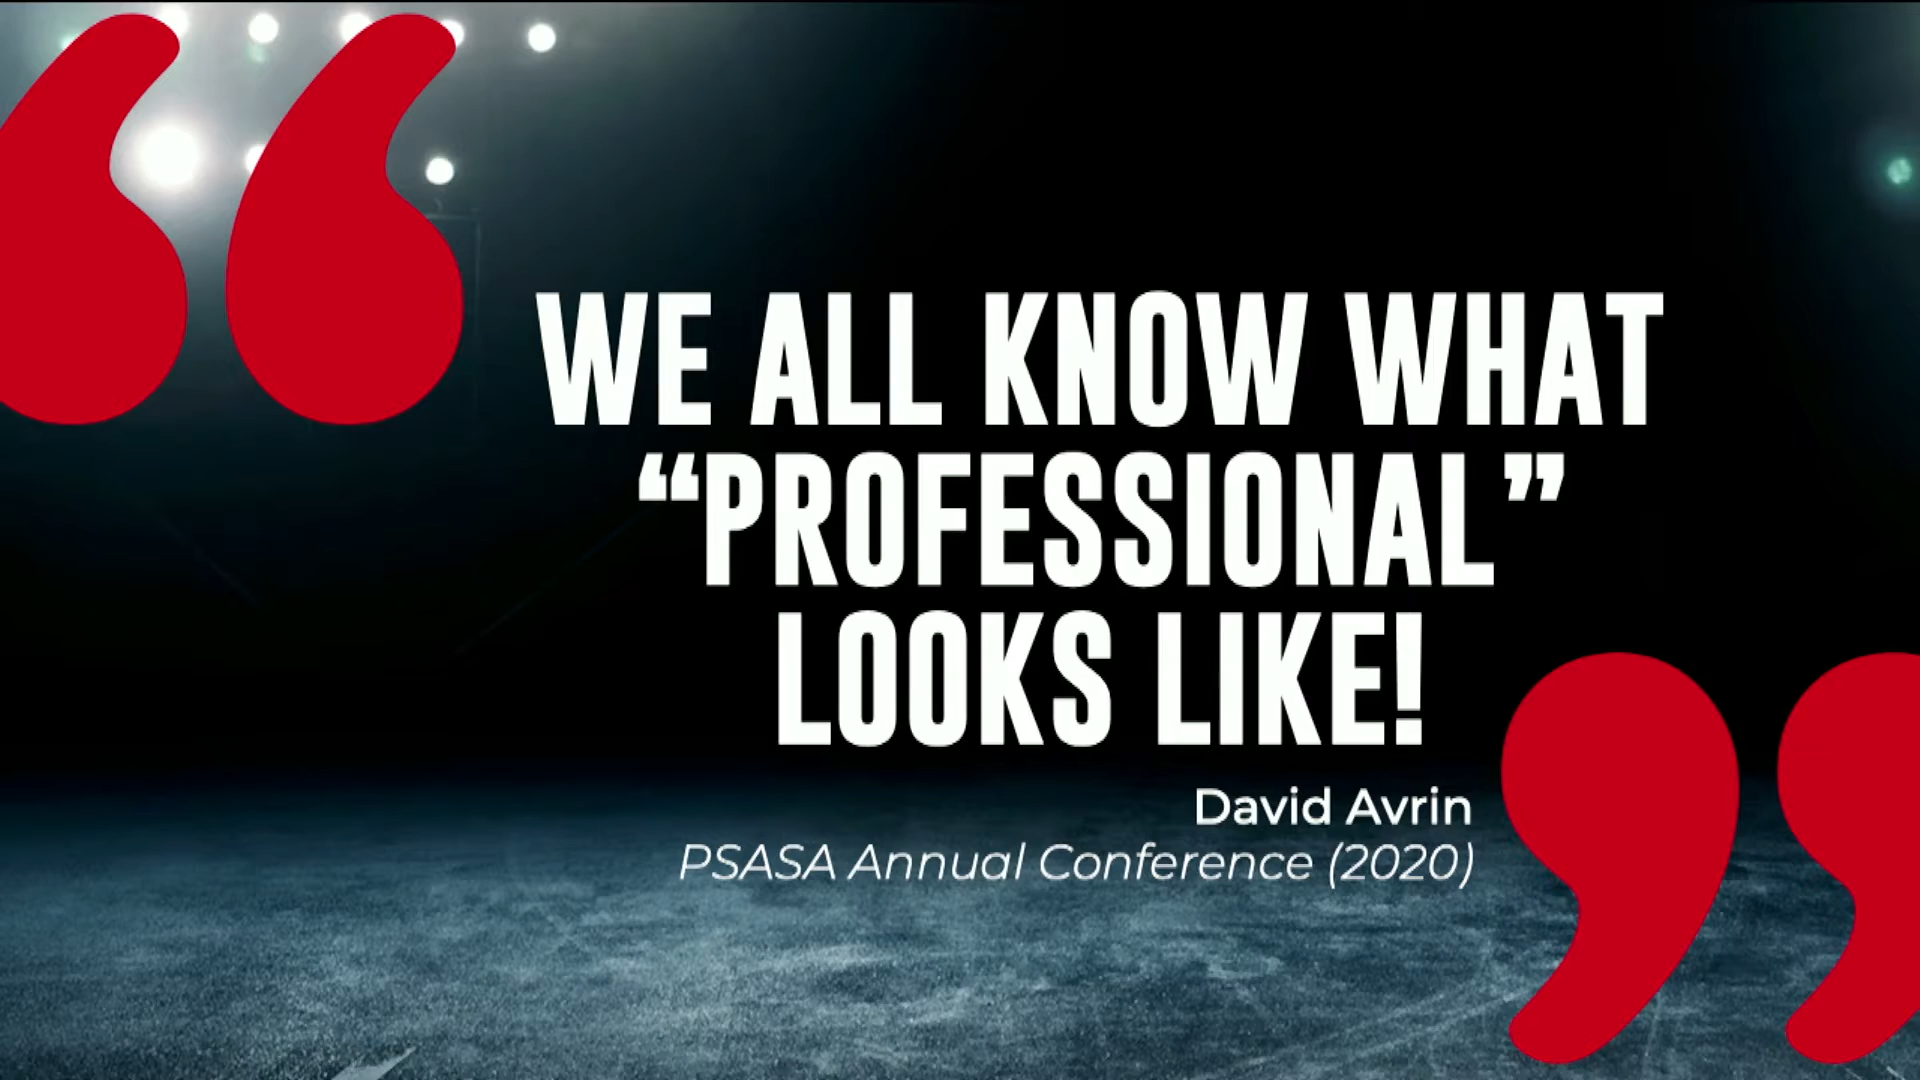 WE ALL KNOW WHAT
“PROFESSIONAL”
LOOKS LIKE!
David Avrin
PSASA Annual Conference (2020)